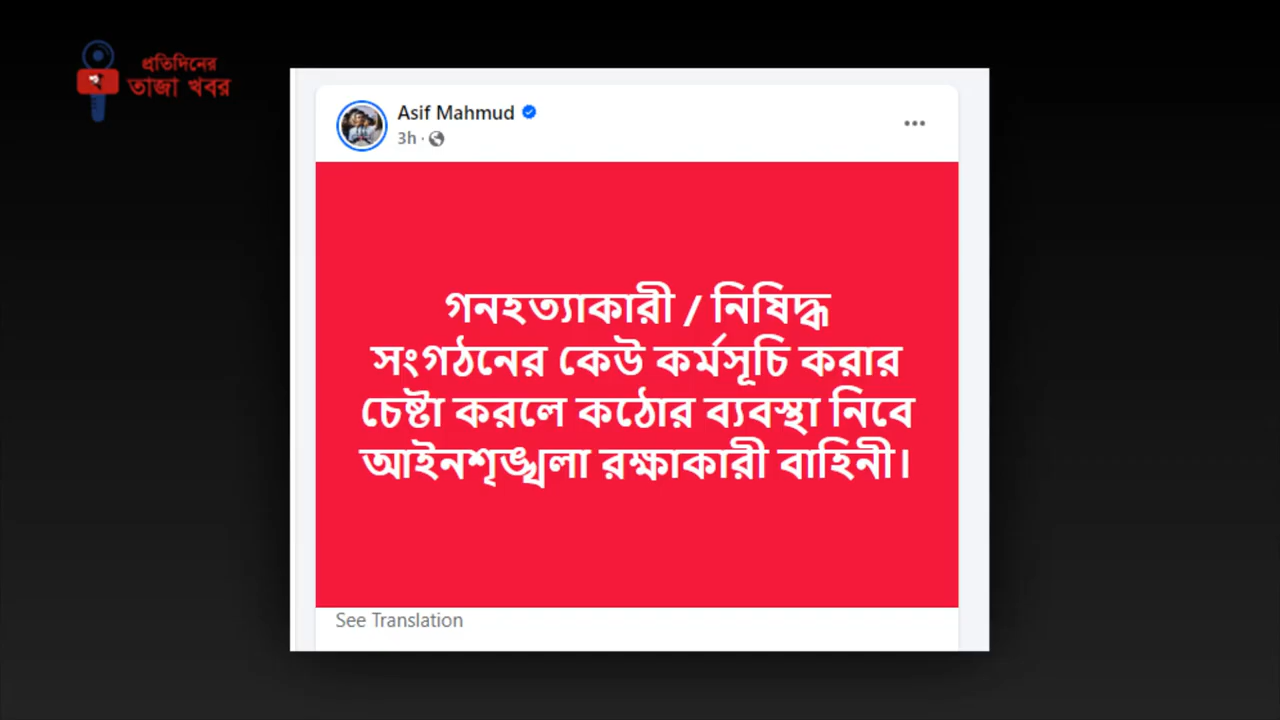 প্রতিদিনের
তাজা খবর
Asif Mahmud
3h ·
গনহত্যাকারী / নিষিদ্ধ
সংগঠনের কেউ কর্মসূচি করার
চেষ্টা করলে কঠোর ব্যবস্থা নিবে
আইনশৃঙ্খলা রক্ষাকারী বাহিনী।
See Translation